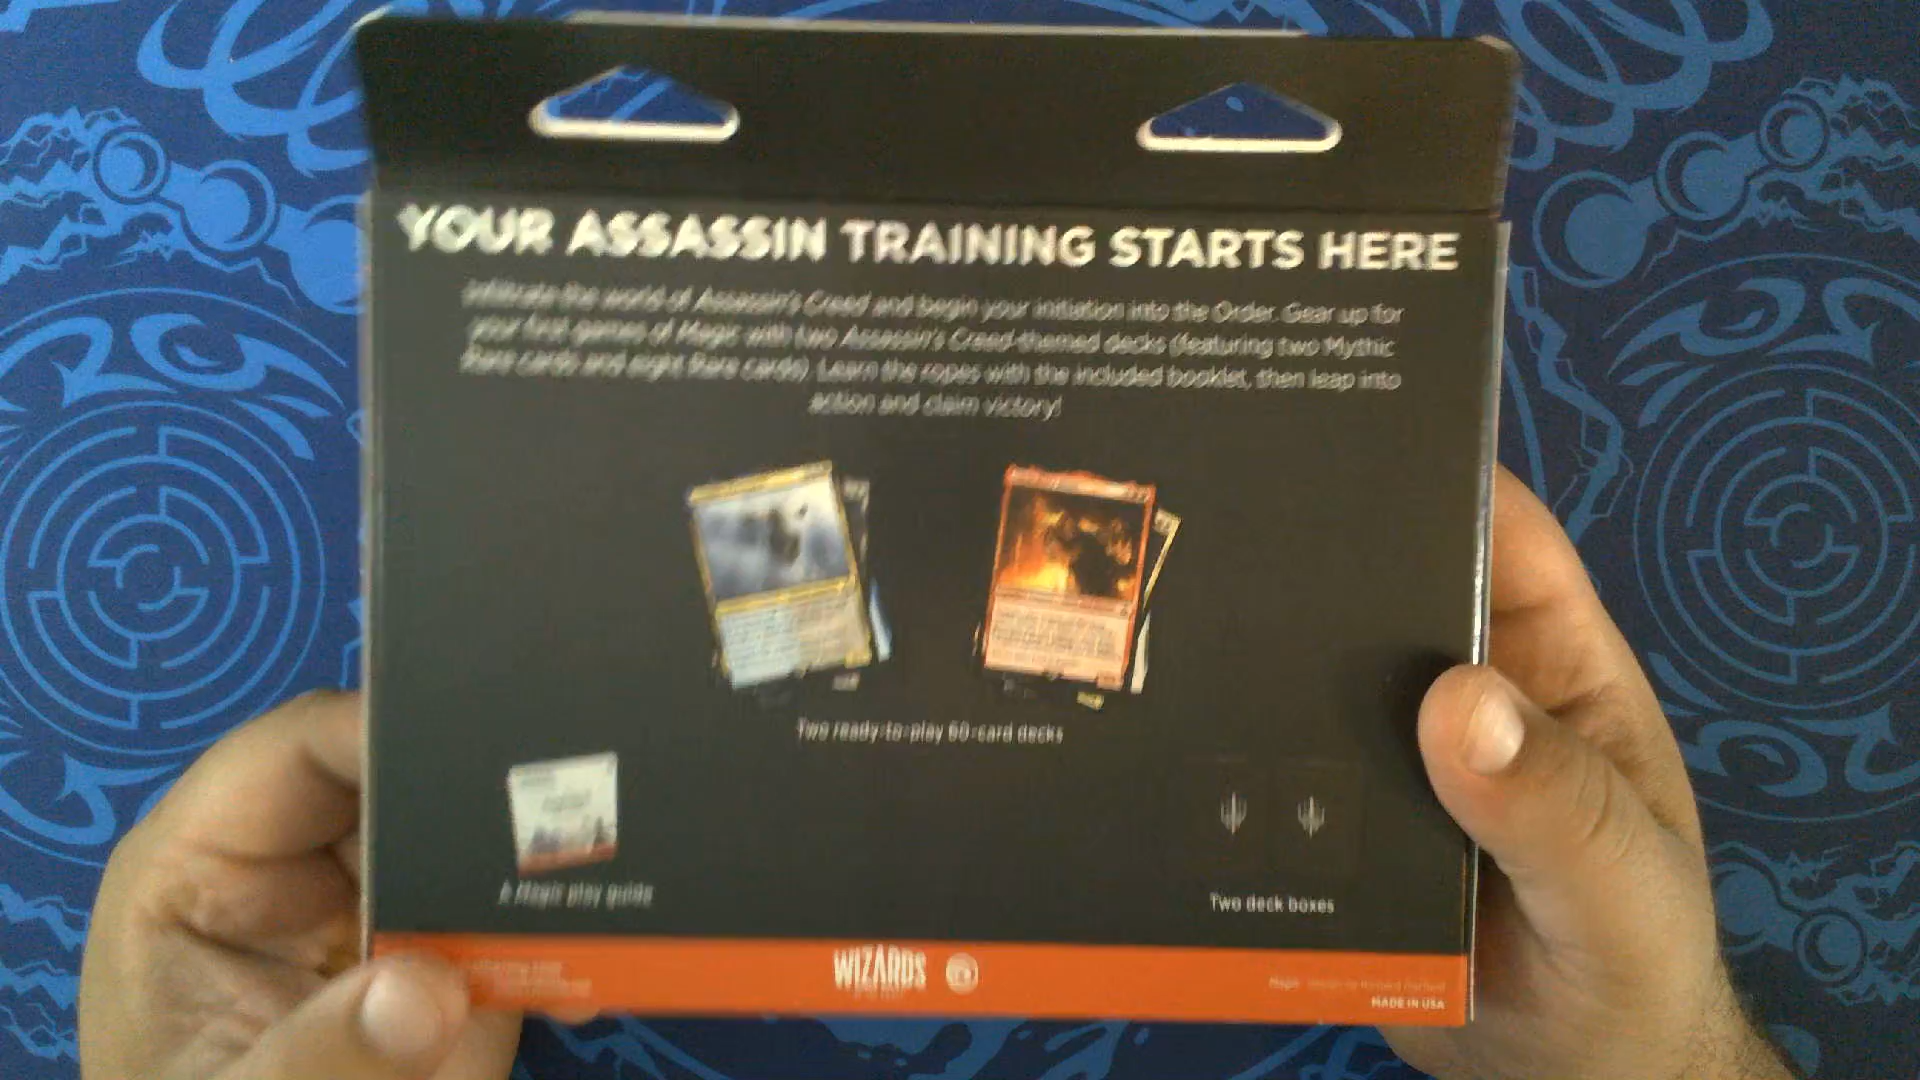 YOUR ASSASSIN TRAINING STARTS HERE
Infiltrate the world of Assassin's Creed and begin your initiation into the Order. Gear up for
your first games of Magic with two Assassin's Creed-themed decks (featuring two Mythic
Rare cards and eight Rare cards). Learn the ropes with the included booklet, then leap into
action and claim victory!
Two ready-to-play 60-card decks
A Magic play guide
Two deck boxes
WIZARDS
MADE IN USA